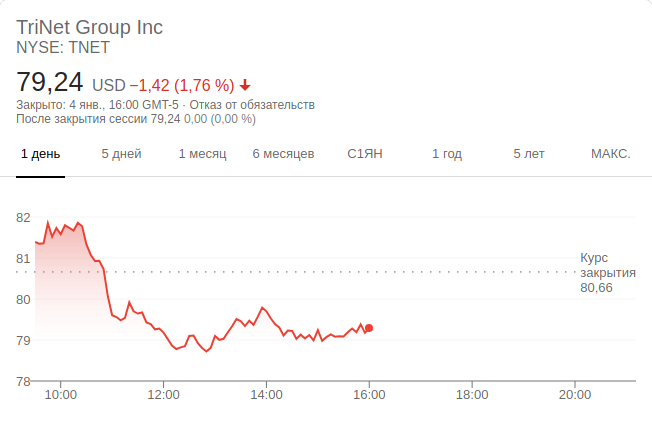 TriNet Group Inc
NYSE: TNET
79,24 USD −1,42 (1,76 %)
Закрыто: 4 янв., 16:00 GMT-5 · Отказ от обязательств
После закрытия сессии 79,24 0,00 (0,00 %)
1 день 5 дней 1 месяц 6 месяцев С1ЯН 1 год 5 лет МАКС.
82
81
80
79
78
Курс
закрытия
80,66
10:00 12:00 14:00 16:00 18:00 20:00